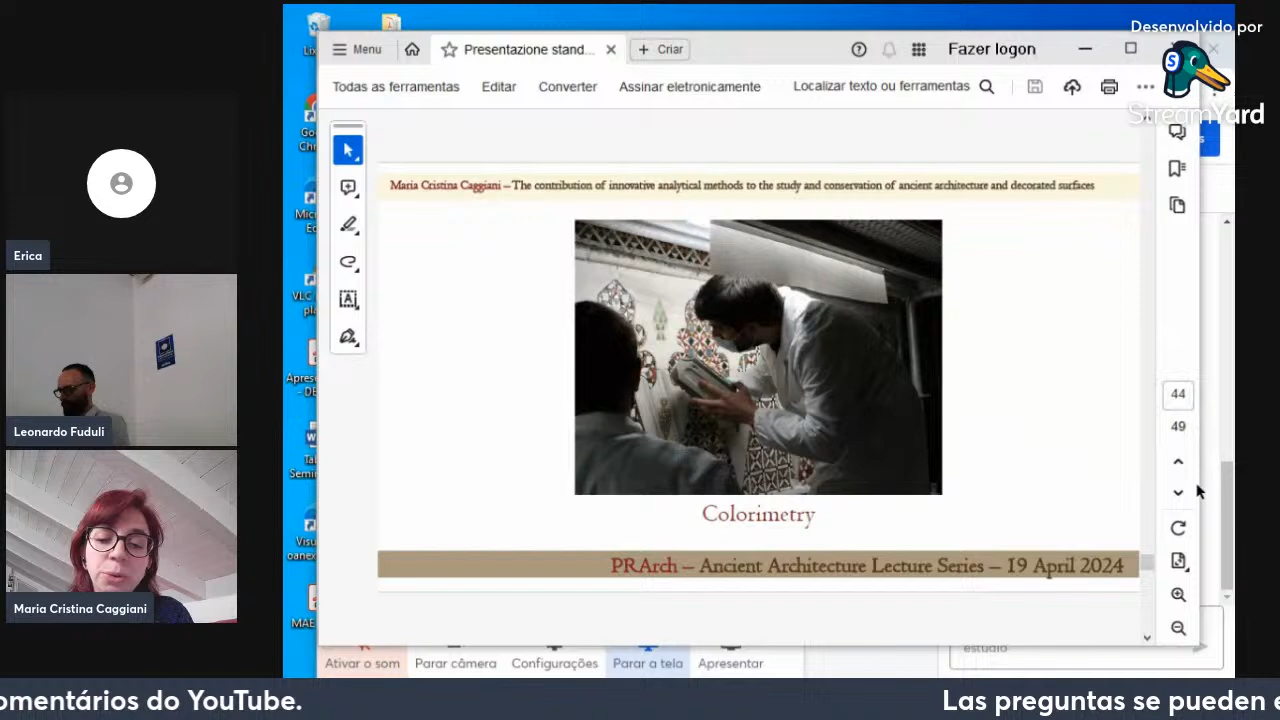 Desenvolvido por
StreamYard
Menu
Presentazione stand...
Criar
Fazer logon
Todas as ferramentas
Editar
Converter
Assinar eletronicamente
Localizar texto ou ferramentas
Maria Cristina Caggiani – The contribution of innovative analytical methods to the study and conservation of ancient architecture and decorated surfaces
Colorimetry
PRArch – Ancient Architecture Lecture Series – 19 April 2024
44
49
Erica
Leonardo Fuduli
Maria Cristina Caggiani
Ativar o som
Parar câmera
Configurações
Parar a tela
Apresentar
estúdio
omentários do YouTube.
Las preguntas se pueden e